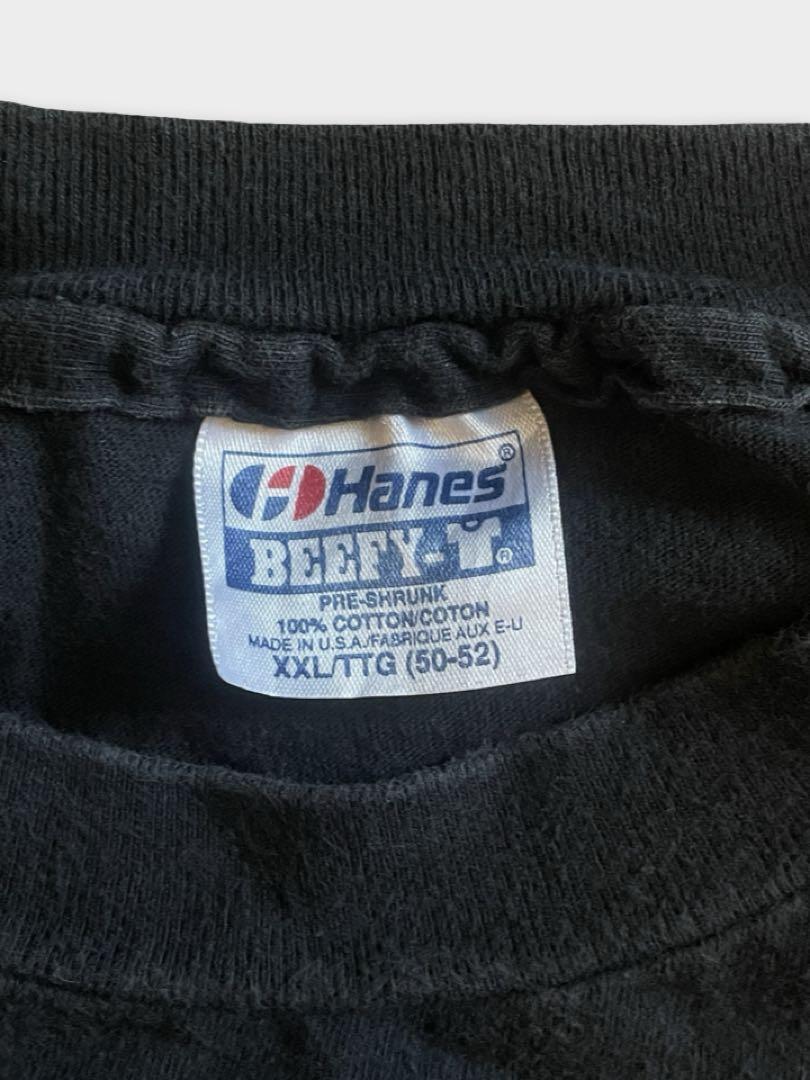 Hanes®
BEEFY-T®
PRE-SHRUNK
100% COTTON/COTON
MADE IN U.S.A./FABRIQUE AUX E-U
XXL/TTG (50-52)